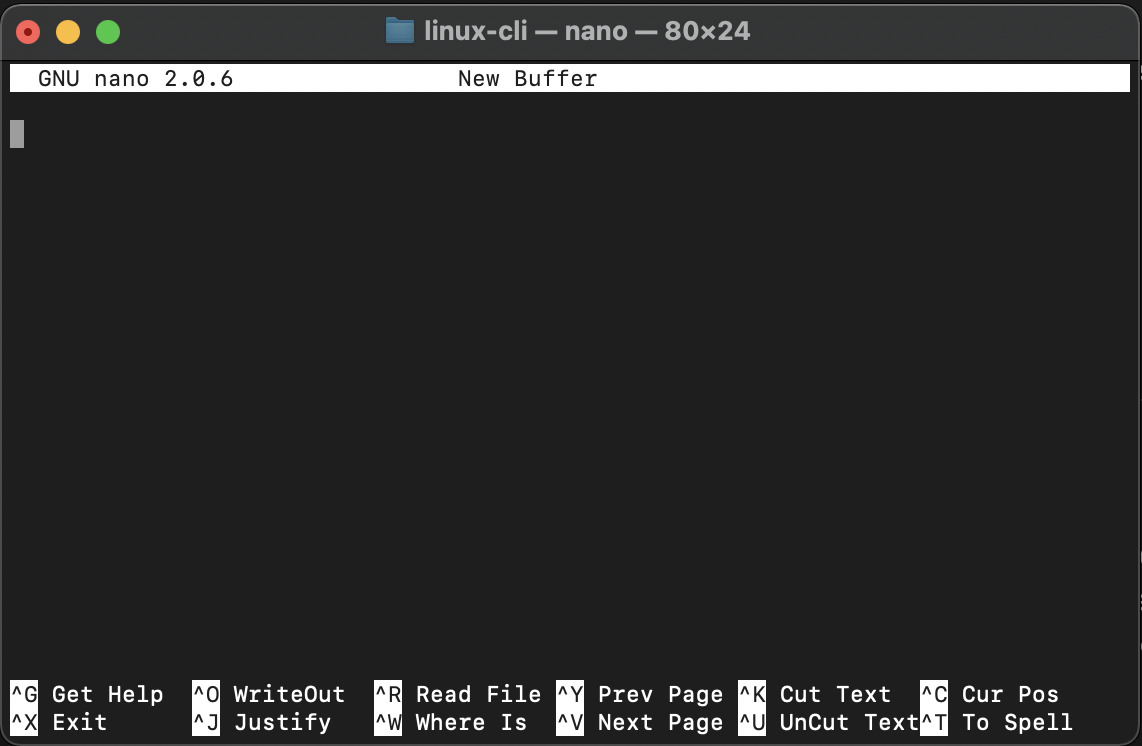 linux-cli — nano — 80×24
GNU nano 2.0.6 New Buffer
^G Get Help ^O WriteOut ^R Read File ^Y Prev Page ^K Cut Text ^C Cur Pos
^X Exit ^J Justify ^W Where Is ^V Next Page ^U UnCut Text^T To Spell